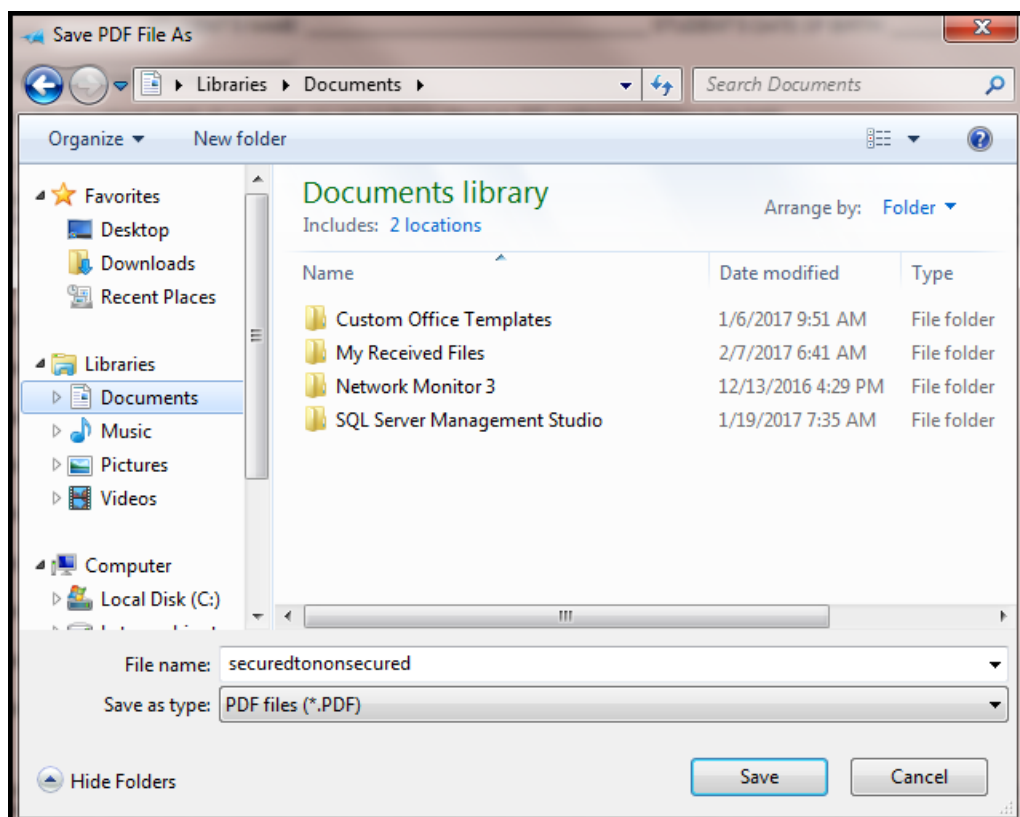 Save PDF File As
Libraries Documents
Search Documents
Organize New folder
Favorites
Desktop
Downloads
Recent Places
Libraries
Documents
Music
Pictures
Videos
Computer
Local Disk (C:)
Documents library
Includes: 2 locations
Arrange by: Folder
Name Date modified Type
Custom Office Templates 1/6/2017 9:51 AM File folder
My Received Files 2/7/2017 6:41 AM File folder
Network Monitor 3 12/13/2016 4:29 PM File folder
SQL Server Management Studio 1/19/2017 7:35 AM File folder
File name: securedtononsecured
Save as type: PDF files (*.PDF)
Hide Folders
Save Cancel